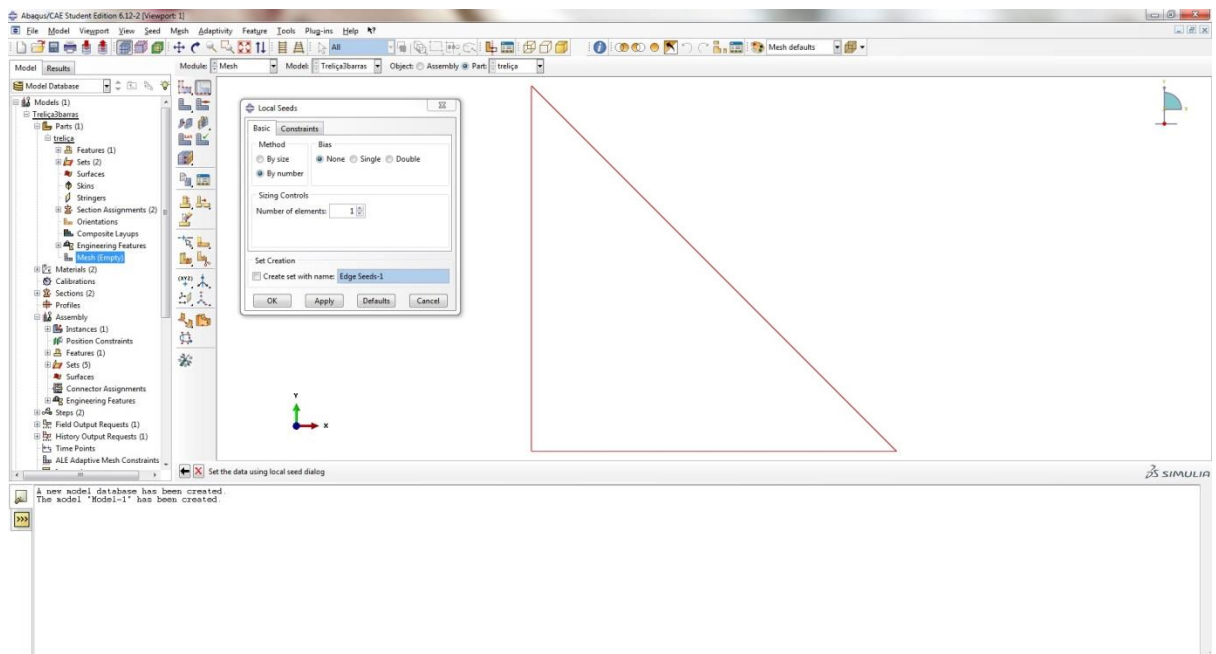 Abaqus/CAE Student Edition 6.12-2 [Viewport: 1]
File Model Viewport View Seed Mesh Adaptivity Feature Tools Plug-ins Help
All
Mesh defaults
Model Results
Module: Mesh Model: Treliça3barras Object: Assembly Part: treliça
Model Database
Models (1)
Treliça3barras
Parts (1)
treliça
Features (1)
Sets (2)
Surfaces
Skins
Stringers
Section Assignments (2)
Orientations
Composite Layups
Engineering Features
Mesh (Empty)
Materials (2)
Calibrations
Sections (2)
Profiles
Assembly
Instances (1)
Position Constraints
Features (1)
Sets (5)
Surfaces
Connector Assignments
Engineering Features
Steps (2)
Field Output Requests (1)
History Output Requests (1)
Time Points
ALE Adaptive Mesh Constraints
Local Seeds
Basic Constraints
Method
By size
By number
Bias
None Single Double
Sizing Controls
Number of elements: 1
Set Creation
Create set with name: Edge Seeds-1
OK Apply Defaults Cancel
Y
X
Set the data using local seed dialog
SIMULIA
A new model database has been created.
The model "Model-1" has been created.